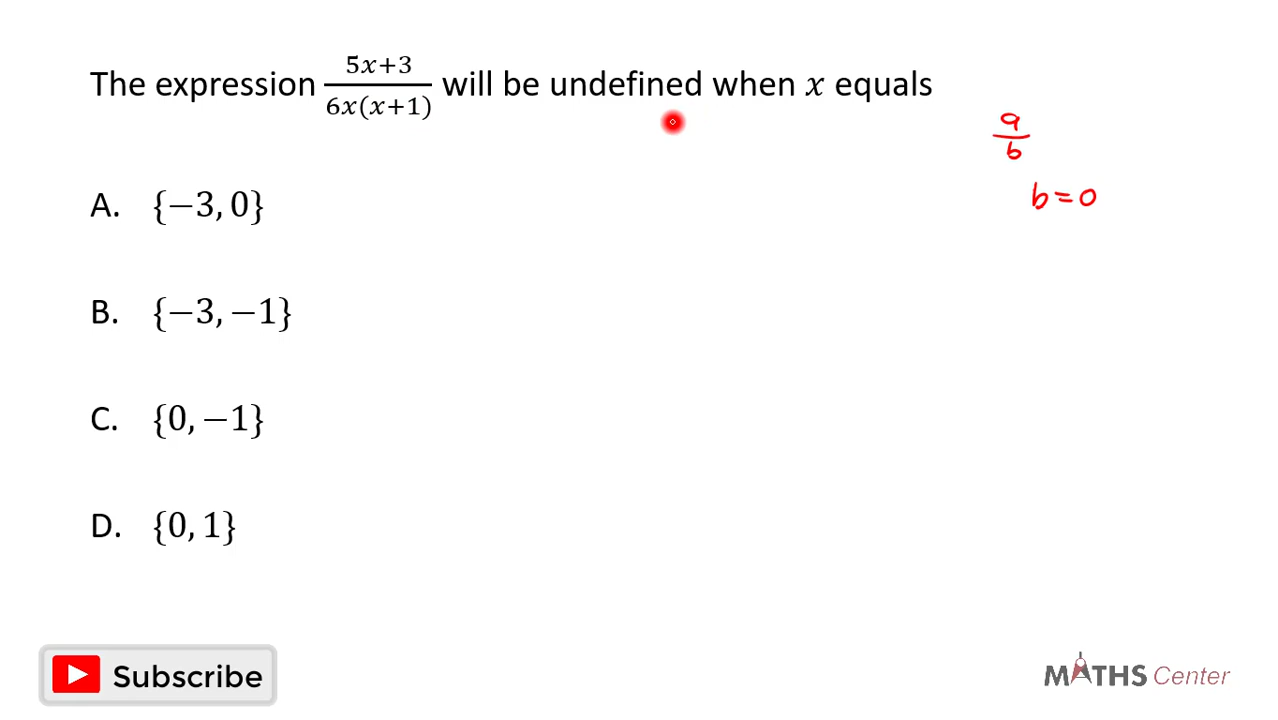 The expression \frac{5x+3}{6x(x+1)} will be undefined when x equals
a
b
b=0
A. {−3, 0}
B. {−3, −1}
C. {0, −1}
D. {0, 1}
Subscribe
MATHS Center